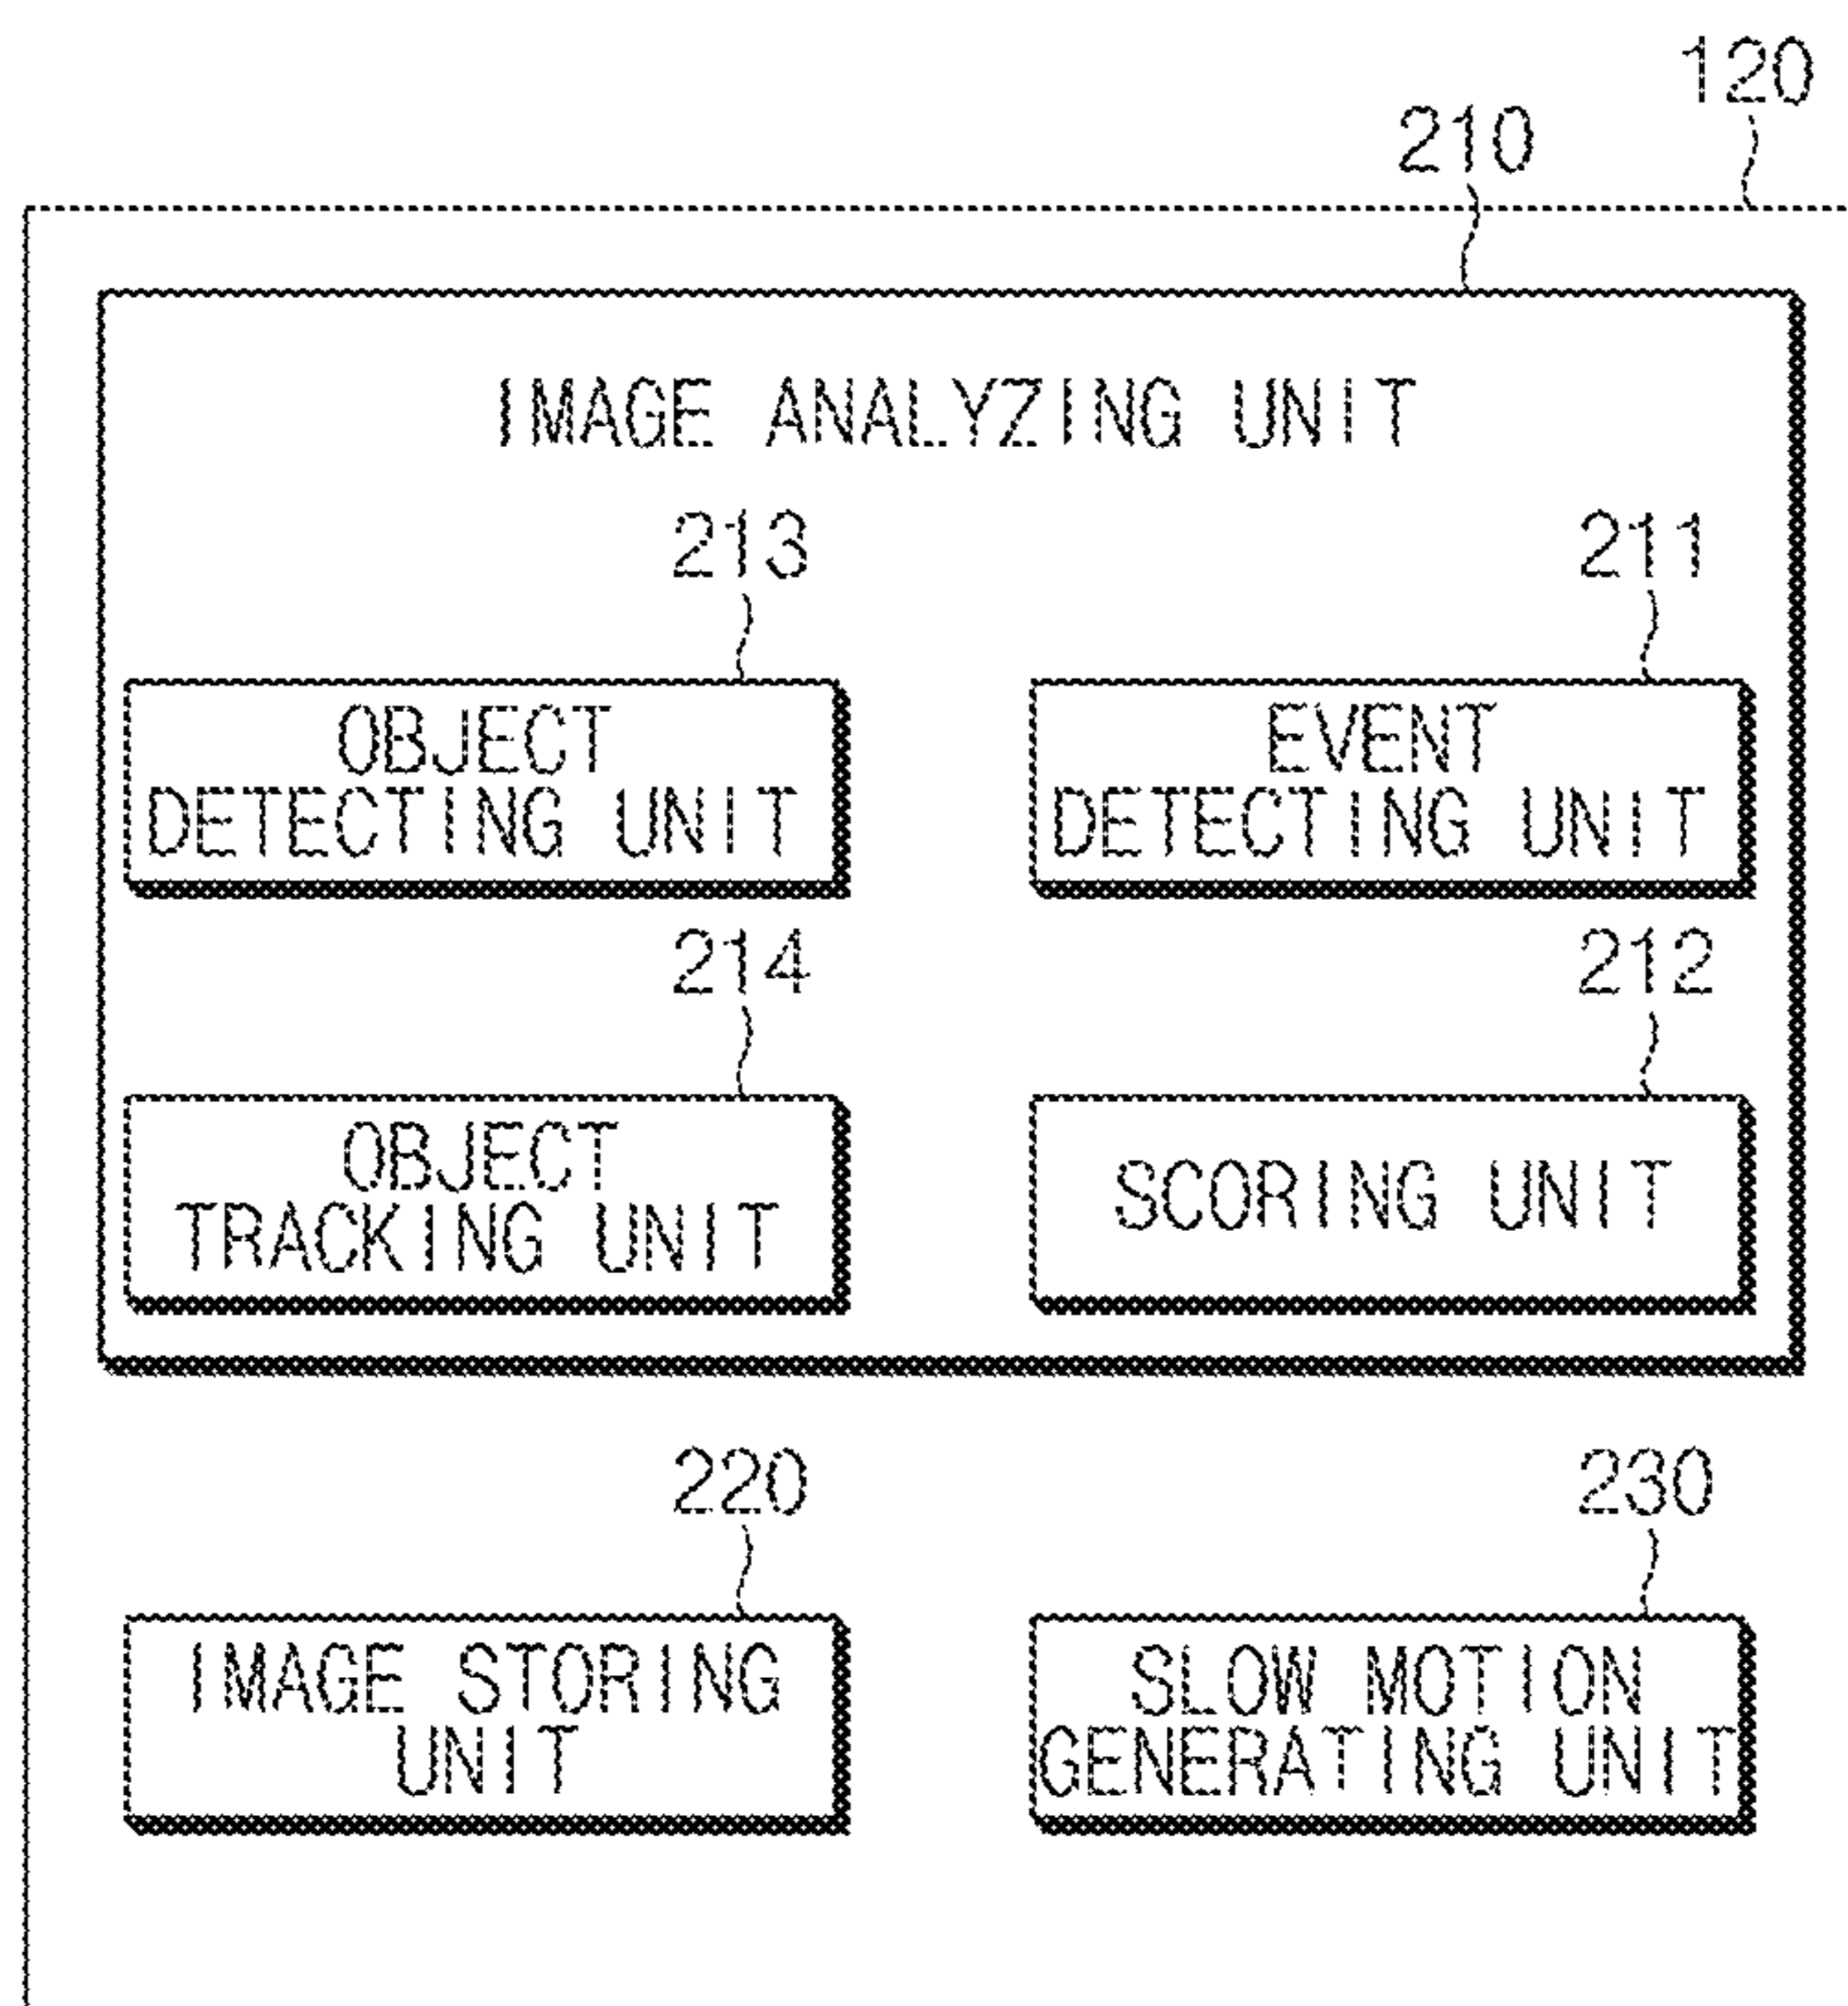 120
210
IMAGE ANALYZING UNIT
213
211
OBJECT
DETECTING UNIT
EVENT
DETECTING UNIT
214
212
OBJECT
TRACKING UNIT
SCORING UNIT
220
230
IMAGE STORING
UNIT
SLOW MOTION
GENERATING UNIT